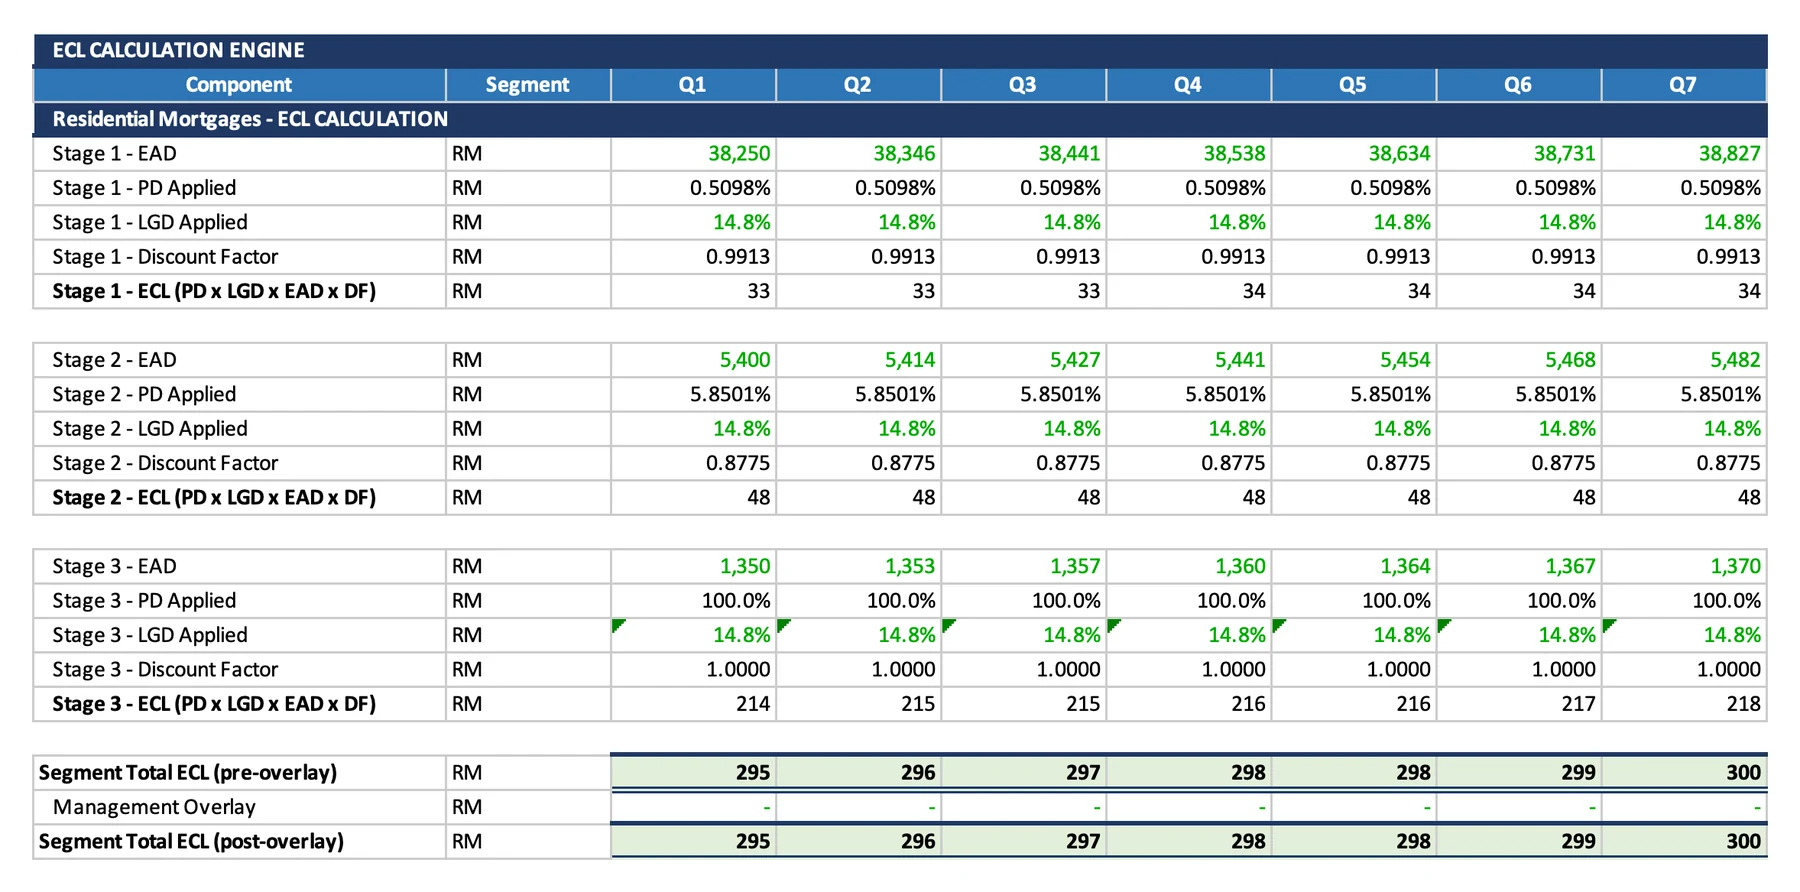 ECL CALCULATION ENGINE
Component Segment Q1 Q2 Q3 Q4 Q5 Q6 Q7
Residential Mortgages - ECL CALCULATION
Stage 1 - EAD RM 38,250 38,346 38,441 38,538 38,634 38,731 38,827
Stage 1 - PD Applied RM 0.5098% 0.5098% 0.5098% 0.5098% 0.5098% 0.5098% 0.5098%
Stage 1 - LGD Applied RM 14.8% 14.8% 14.8% 14.8% 14.8% 14.8% 14.8%
Stage 1 - Discount Factor RM 0.9913 0.9913 0.9913 0.9913 0.9913 0.9913 0.9913
Stage 1 - ECL (PD x LGD x EAD x DF) RM 33 33 33 34 34 34 34
Stage 2 - EAD RM 5,400 5,414 5,427 5,441 5,454 5,468 5,482
Stage 2 - PD Applied RM 5.8501% 5.8501% 5.8501% 5.8501% 5.8501% 5.8501% 5.8501%
Stage 2 - LGD Applied RM 14.8% 14.8% 14.8% 14.8% 14.8% 14.8% 14.8%
Stage 2 - Discount Factor RM 0.8775 0.8775 0.8775 0.8775 0.8775 0.8775 0.8775
Stage 2 - ECL (PD x LGD x EAD x DF) RM 48 48 48 48 48 48 48
Stage 3 - EAD RM 1,350 1,353 1,357 1,360 1,364 1,367 1,370
Stage 3 - PD Applied RM 100.0% 100.0% 100.0% 100.0% 100.0% 100.0% 100.0%
Stage 3 - LGD Applied RM 14.8% 14.8% 14.8% 14.8% 14.8% 14.8% 14.8%
Stage 3 - Discount Factor RM 1.0000 1.0000 1.0000 1.0000 1.0000 1.0000 1.0000
Stage 3 - ECL (PD x LGD x EAD x DF) RM 214 215 215 216 216 217 218
Segment Total ECL (pre-overlay) RM 295 296 297 298 298 299 300
Management Overlay RM - - - - - - -
Segment Total ECL (post-overlay) RM 295 296 297 298 298 299 300